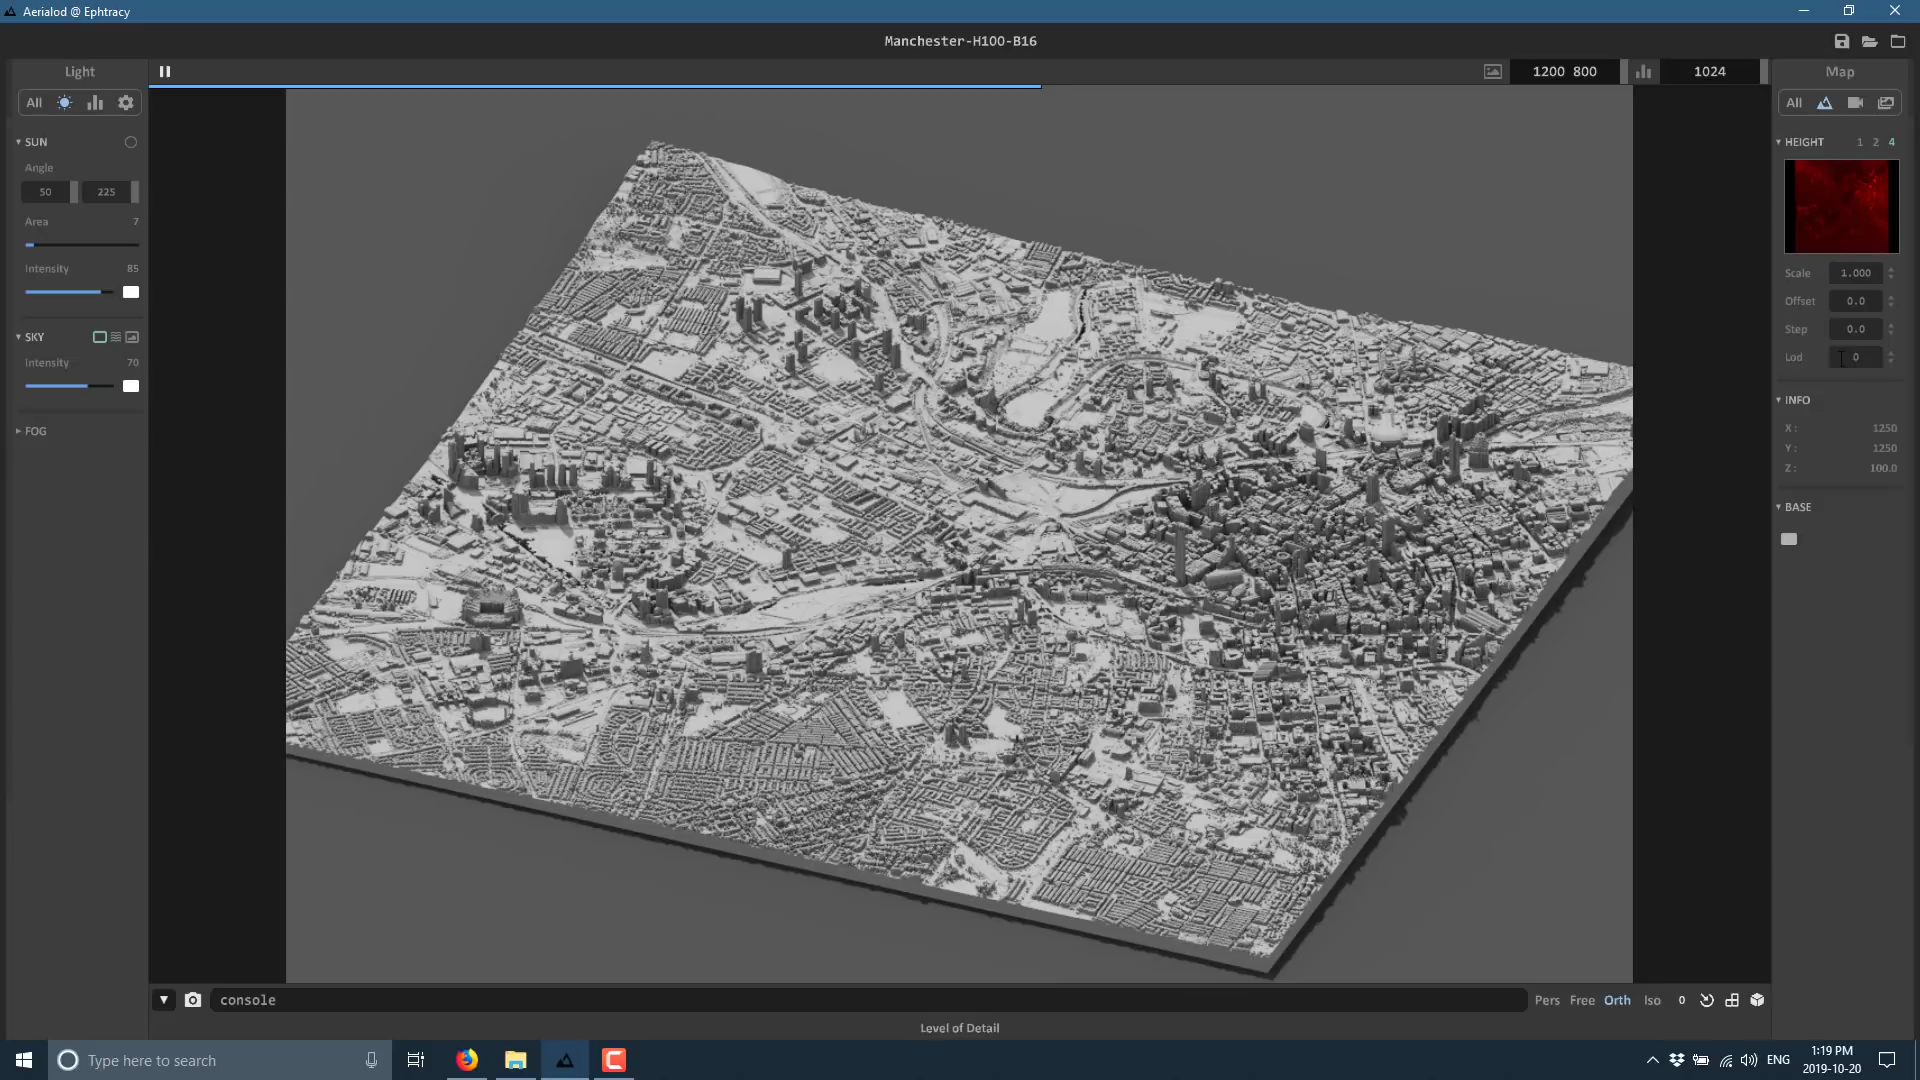 Aerialod @ Ephtracy
Manchester-H100-B16
Light
1200 800
1024
Map
All
All
SUN
Angle
50
225
Area
7
Intensity
85
SKY
Intensity
70
FOG
HEIGHT
1 2 4
Scale
1.000
Offset
0.0
Step
0.0
Lod
0
INFO
X :
1250
Y :
1250
Z :
100.0
BASE
console
Pers Free Orth Iso 0
Level of Detail
Type here to search
ENG
1:19 PM
2019-10-20